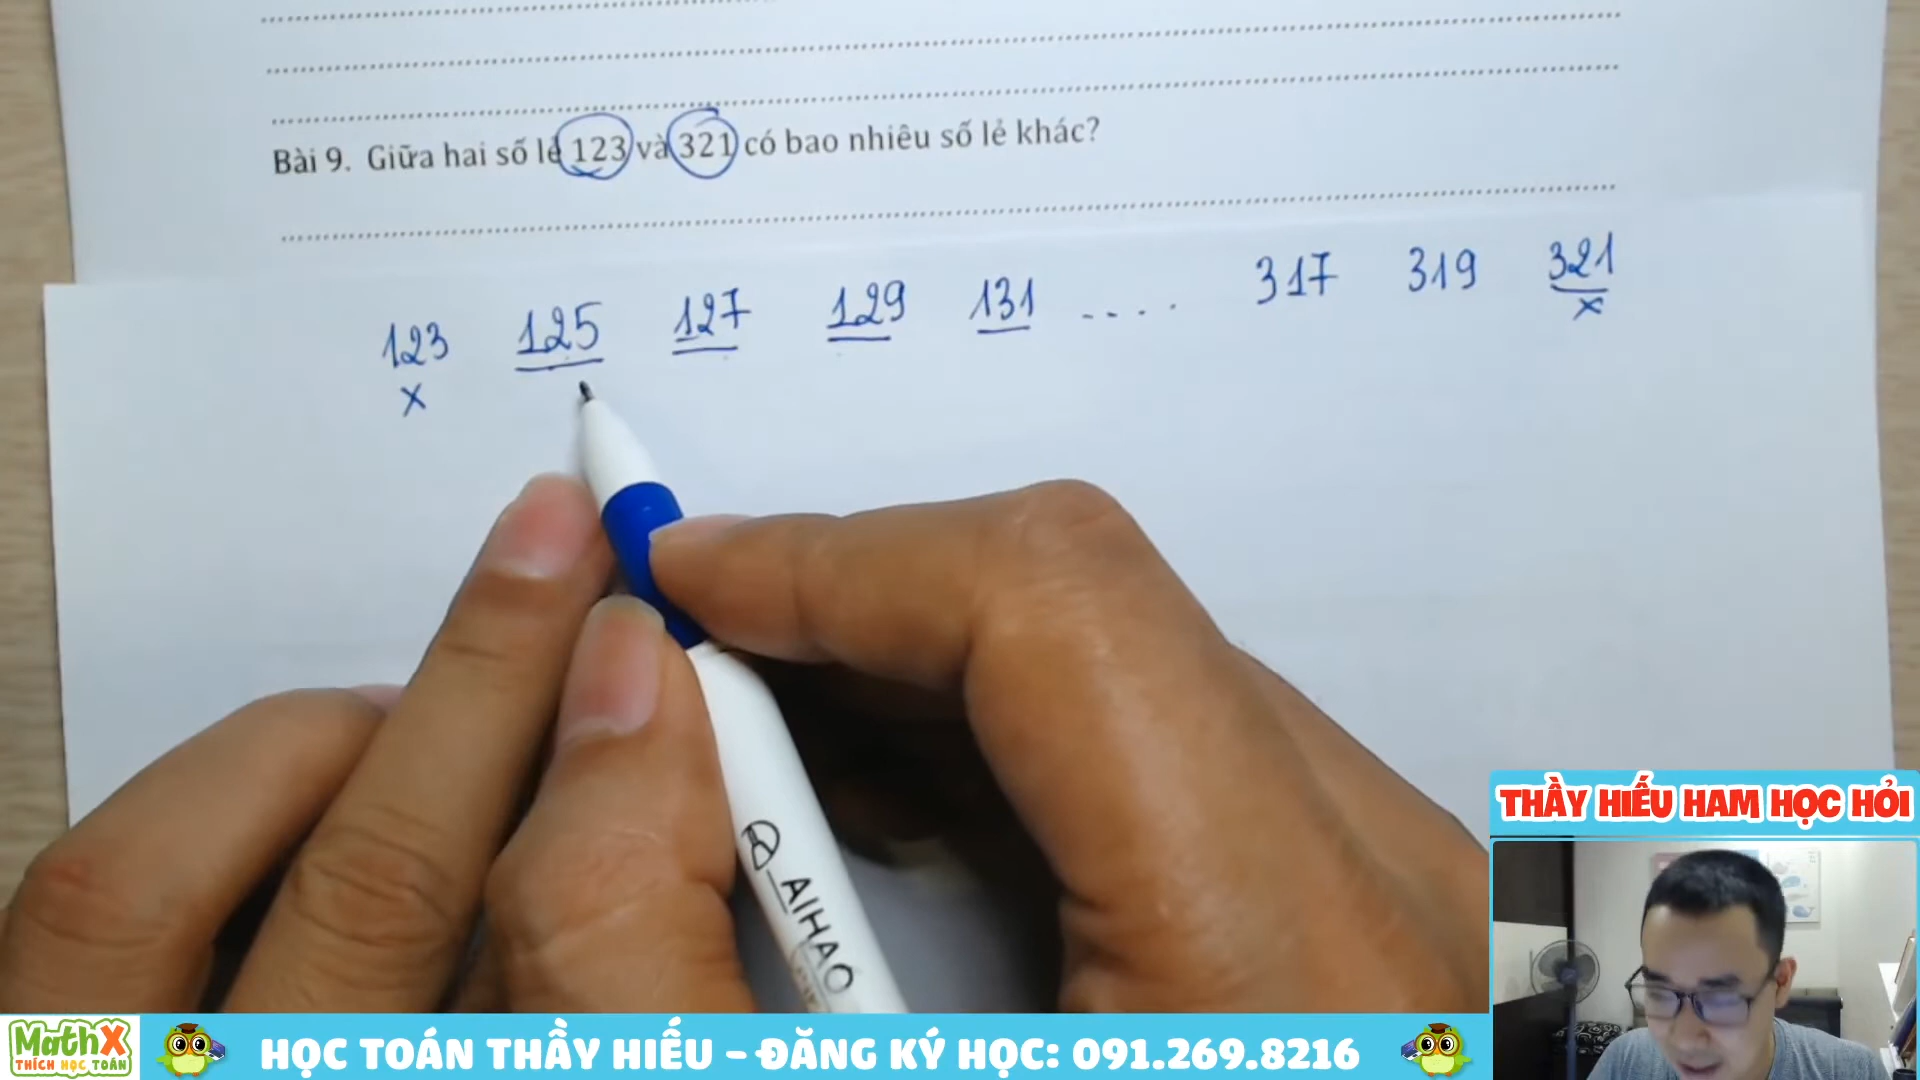 Bài 9. Giữa hai số lẻ 123 và 321 có bao nhiêu số lẻ khác?
123 125 127 129 131 .... 317 319 321
x x
AIHAO
THẦY HIẾU HAM HỌC HỎI
MathX
THÍCH HỌC TOÁN
HỌC TOÁN THẦY HIẾU - ĐĂNG KÝ HỌC: 091.269.8216